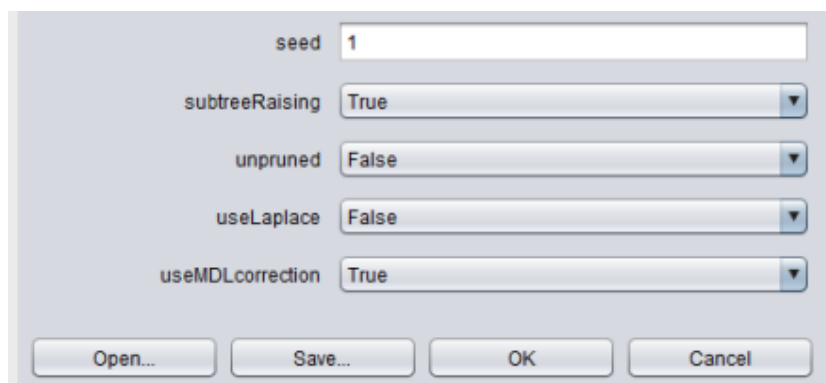 seed 1
subtreeRaising True
unpruned False
useLaplace False
useMDLcorrection True
Open... Save... OK Cancel